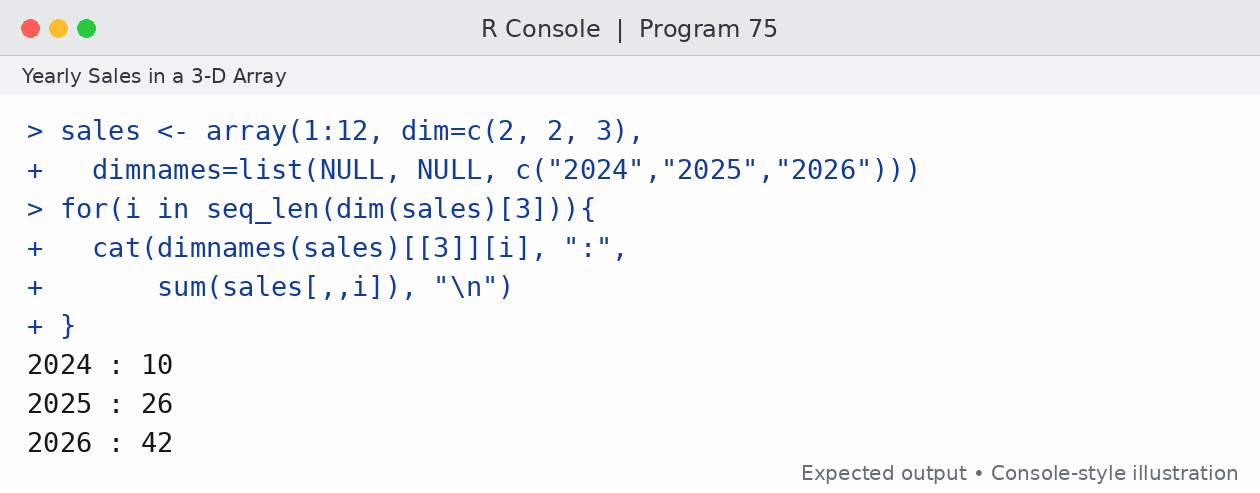 R Console | Program 75
Yearly Sales in a 3-D Array
> sales <- array(1:12, dim=c(2, 2, 3),
+   dimnames=list(NULL, NULL, c("2024","2025","2026")))
> for(i in seq_len(dim(sales)[3])){
+   cat(dimnames(sales)[[3]][i], ":",
+       sum(sales[,,i]), "\n")
+ }
2024 : 10
2025 : 26
2026 : 42
Expected output • Console-style illustration